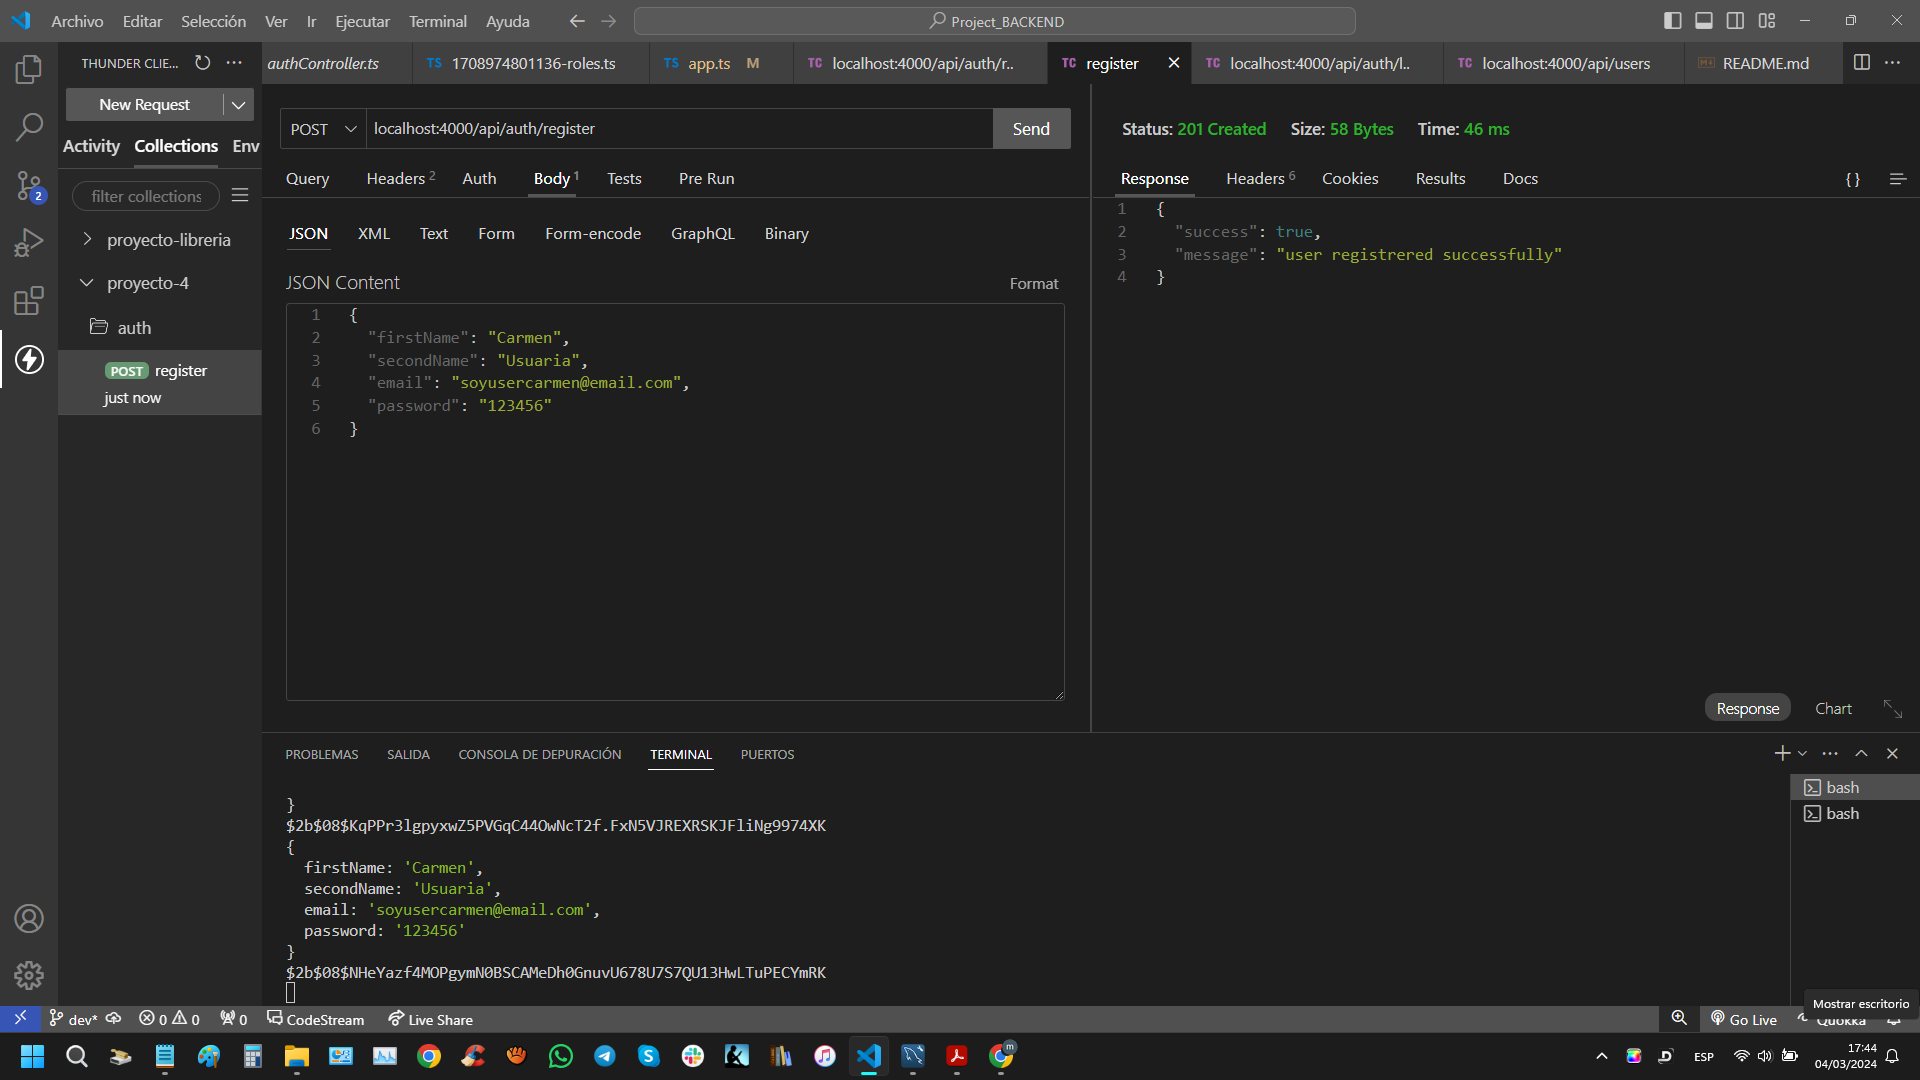 Archivo Editar Selección Ver Ir Ejecutar Terminal Ayuda
Project_BACKEND
THUNDER CLIE...
authController.ts
TS 1708974801136-roles.ts
TS app.ts M
TC localhost:4000/api/auth/r..
TC register
TC localhost:4000/api/auth/l..
TC localhost:4000/api/users
README.md
New Request
Activity Collections Env
filter collections
proyecto-libreria
proyecto-4
auth
POST register
just now
2
POST localhost:4000/api/auth/register Send
Query Headers 2 Auth Body 1 Tests Pre Run
JSON XML Text Form Form-encode GraphQL Binary
JSON Content Format
1 {
2 "firstName": "Carmen",
3 "secondName": "Usuaria",
4 "email": "soyusercarmen@email.com",
5 "password": "123456"
6 }
Status: 201 Created Size: 58 Bytes Time: 46 ms
Response Headers 6 Cookies Results Docs { }
1 {
2 "success": true,
3 "message": "user registrered successfully"
4 }
Response Chart
PROBLEMAS SALIDA CONSOLA DE DEPURACIÓN TERMINAL PUERTOS
}
$2b$08$KqPPr3lgpyxwZ5PVGqC44OwNcT2f.FxN5VJREXRSKJFliNg9974XK
{
firstName: 'Carmen',
secondName: 'Usuaria',
email: 'soyusercarmen@email.com',
password: '123456'
}
$2b$08$NHeYazf4MOPgymN0BSCAMeDh0GnuvU678U7S7QU13HwLTuPECYmRK
bash
bash
Mostrar escritorio
dev* 0 0 0 CodeStream Live Share Go Live Quokka
ESP
17:44
04/03/2024